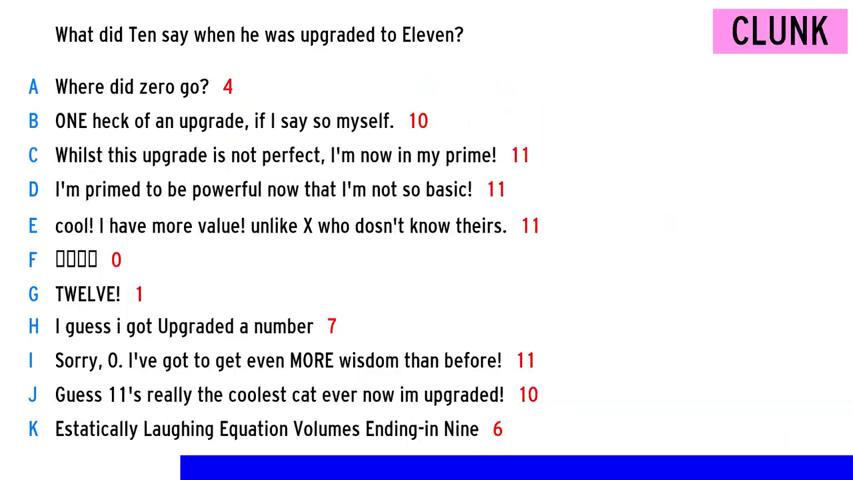 What did Ten say when he was upgraded to Eleven?
CLUNK
A Where did zero go? 4
B ONE heck of an upgrade, if I say so myself. 10
C Whilst this upgrade is not perfect, I'm now in my prime! 11
D I'm primed to be powerful now that I'm not so basic! 11
E cool! I have more value! unlike X who dosn't know theirs. 11
F ▯▯▯▯ 0
G TWELVE! 1
H I guess i got Upgraded a number 7
I Sorry, 0. I've got to get even MORE wisdom than before! 11
J Guess 11's really the coolest cat ever now im upgraded! 10
K Estatically Laughing Equation Volumes Ending-in Nine 6